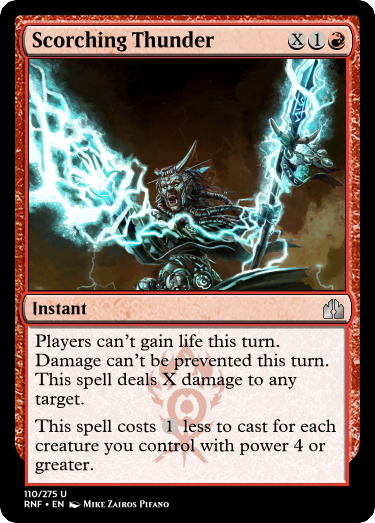 Scorching Thunder X 1
Instant
Players can't gain life this turn.
Damage can't be prevented this turn.
This spell deals X damage to any
target.
This spell costs 1 less to cast for each
creature you control with power 4 or
greater.
110/275 U
RNF • EN Mike Zairos Pifano